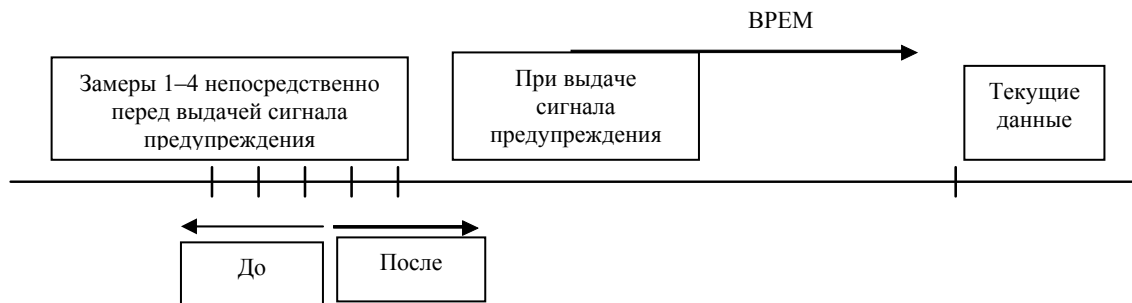 ВРЕМ
Замеры 1–4 непосредственно
перед выдачей сигнала
предупреждения
При выдаче
сигнала
предупреждения
Текущие
данные
До
После